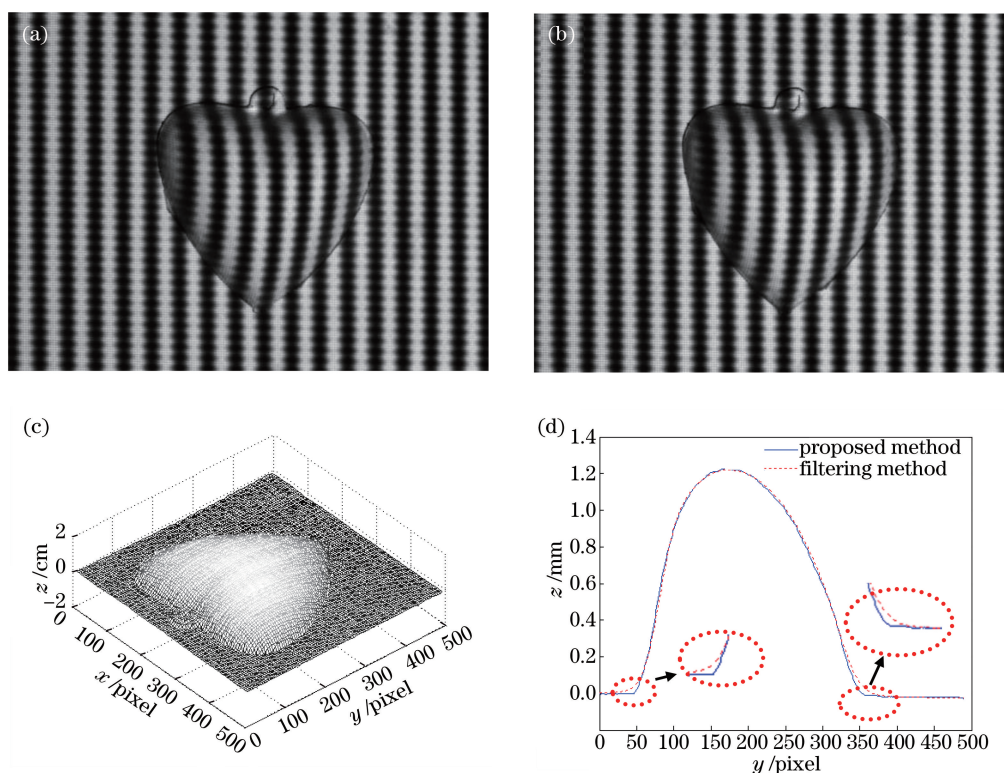 (a)
(b)
(c)
2
0
−2
z /cm
0
100
200
300
400
500
x /pixel
0
100
200
300
400
500
y /pixel
(d)
1.4
1.2
1.0
0.8
0.6
0.4
0.2
0.0
z /mm
proposed method
filtering method
0 50 100 150 200 250 300 350 400 450 500
y /pixel